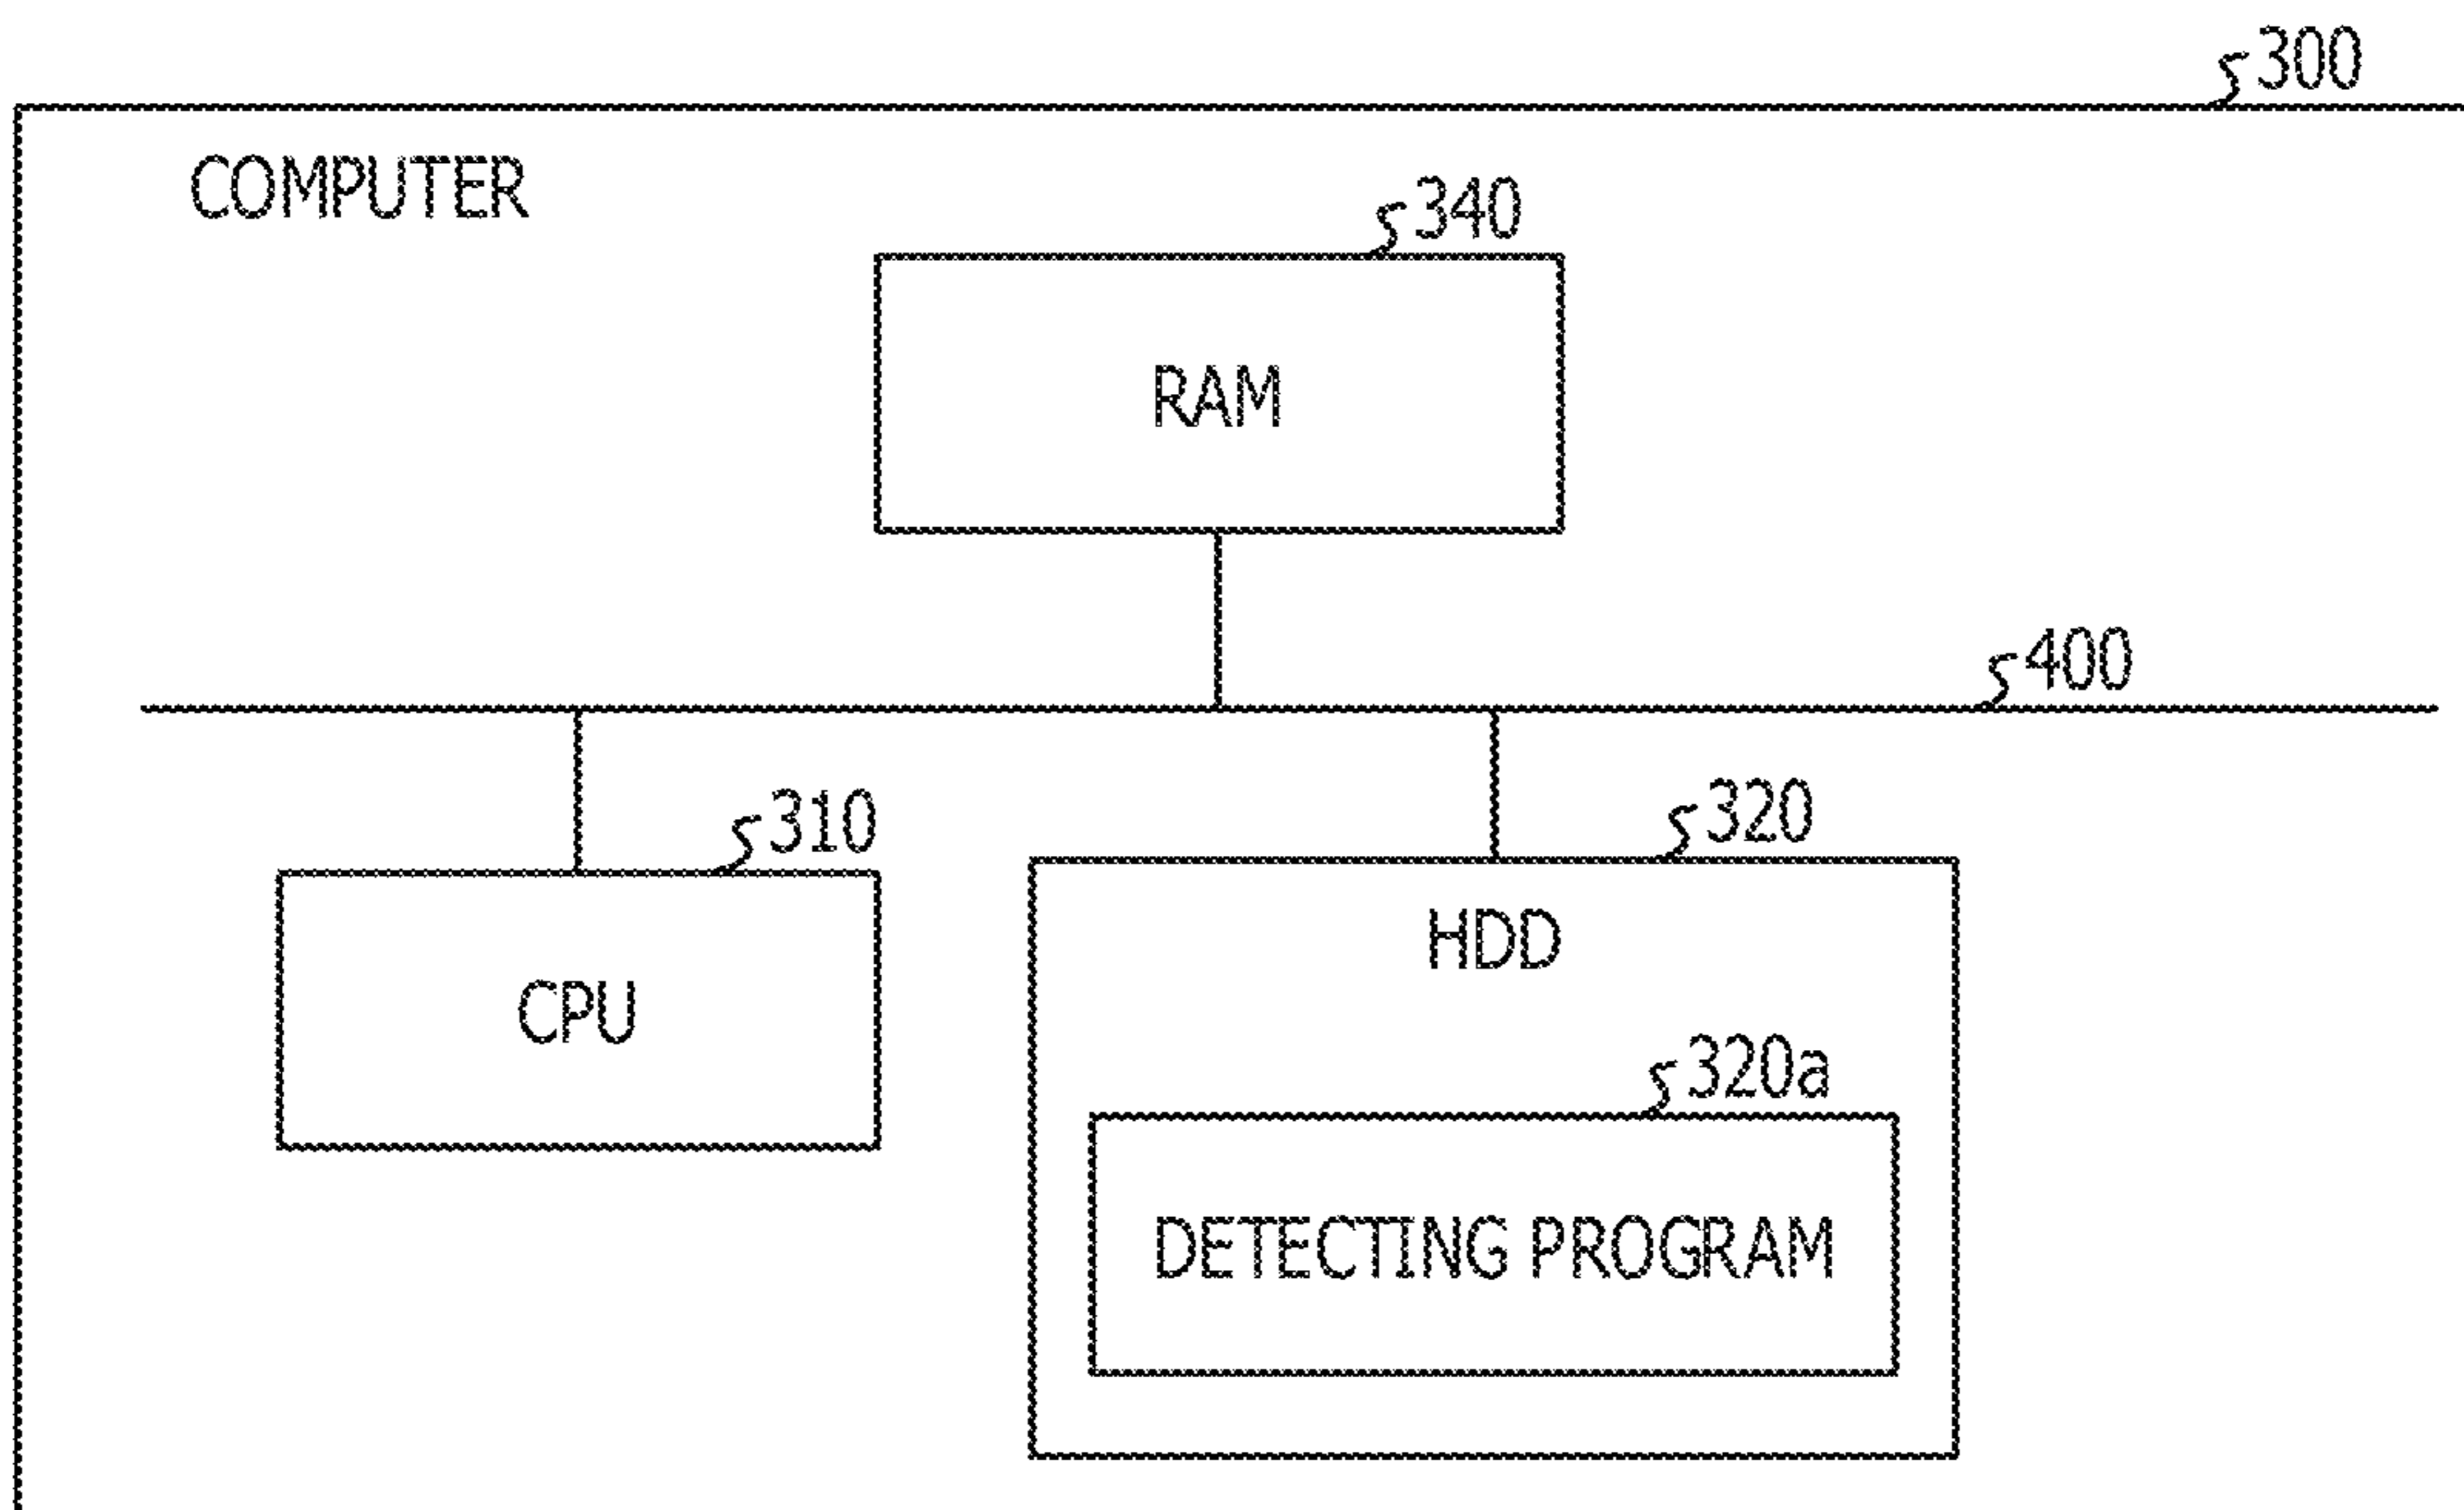 300
COMPUTER
340
RAM
400
310
320
CPU
HDD
320a
DETECTING PROGRAM